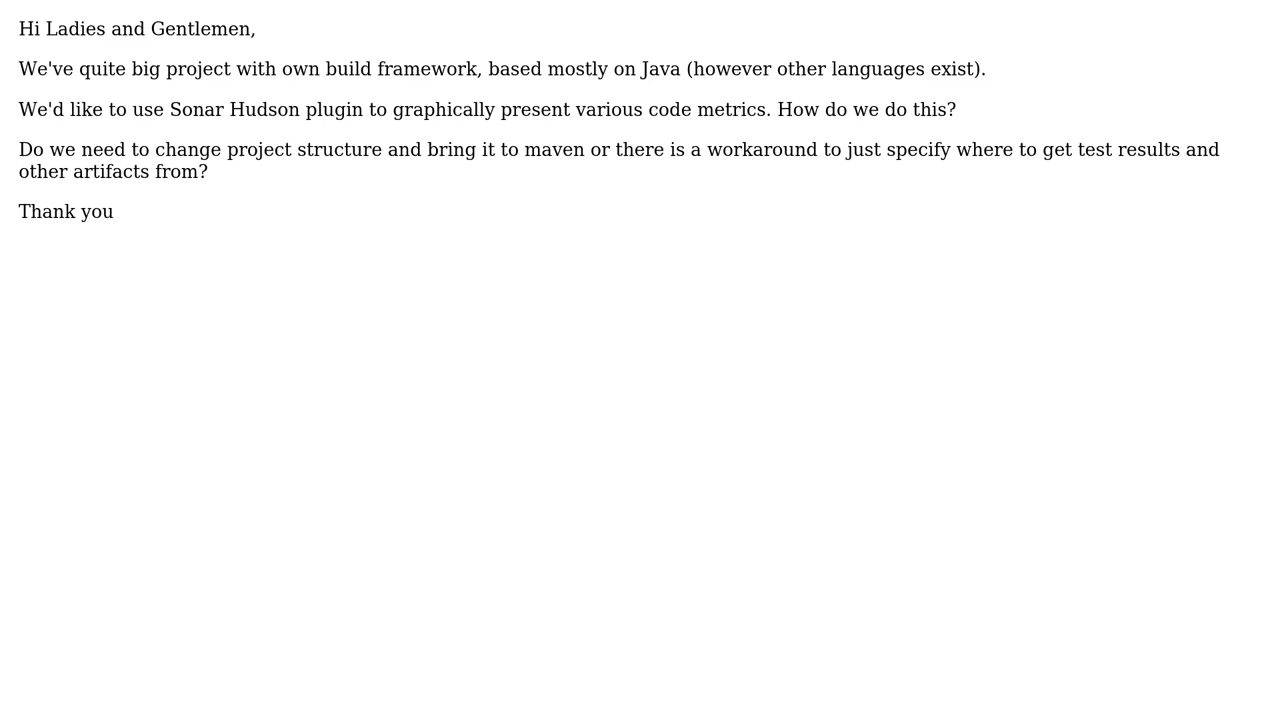 Hi Ladies and Gentlemen,
We've quite big project with own build framework, based mostly on Java (however other languages exist).
We'd like to use Sonar Hudson plugin to graphically present various code metrics. How do we do this?
Do we need to change project structure and bring it to maven or there is a workaround to just specify where to get test results and
other artifacts from?
Thank you